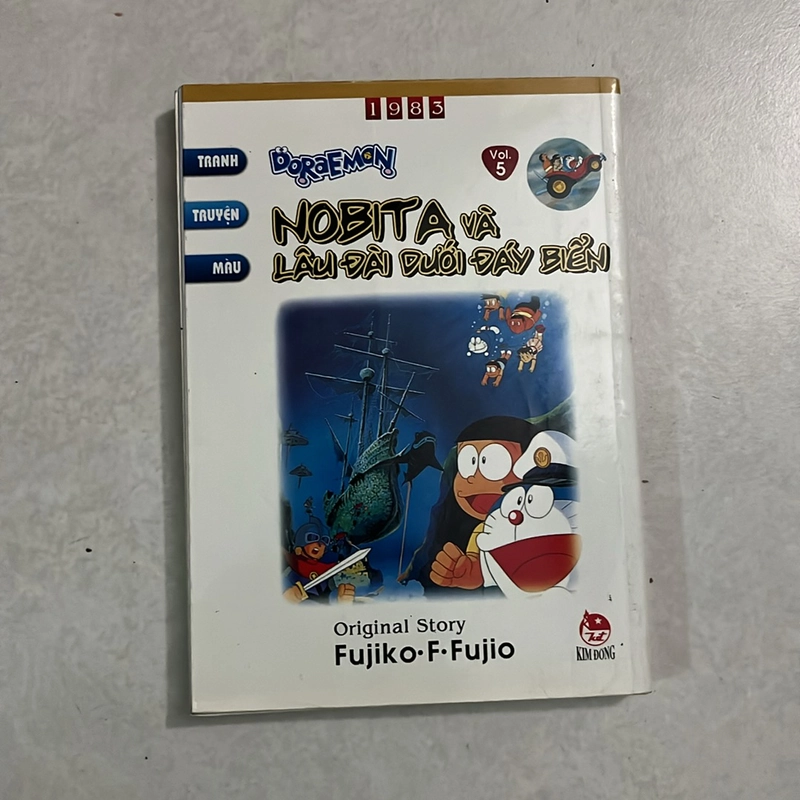 1983
TRANH
TRUYỆN
MÀU
DORAEMON
Vol.
5
NOBITA VÀ
LÂU ĐÀI DƯỚI ĐÁY BIỂN
Original Story
Fujiko·F·Fujio
KIM ĐỒNG